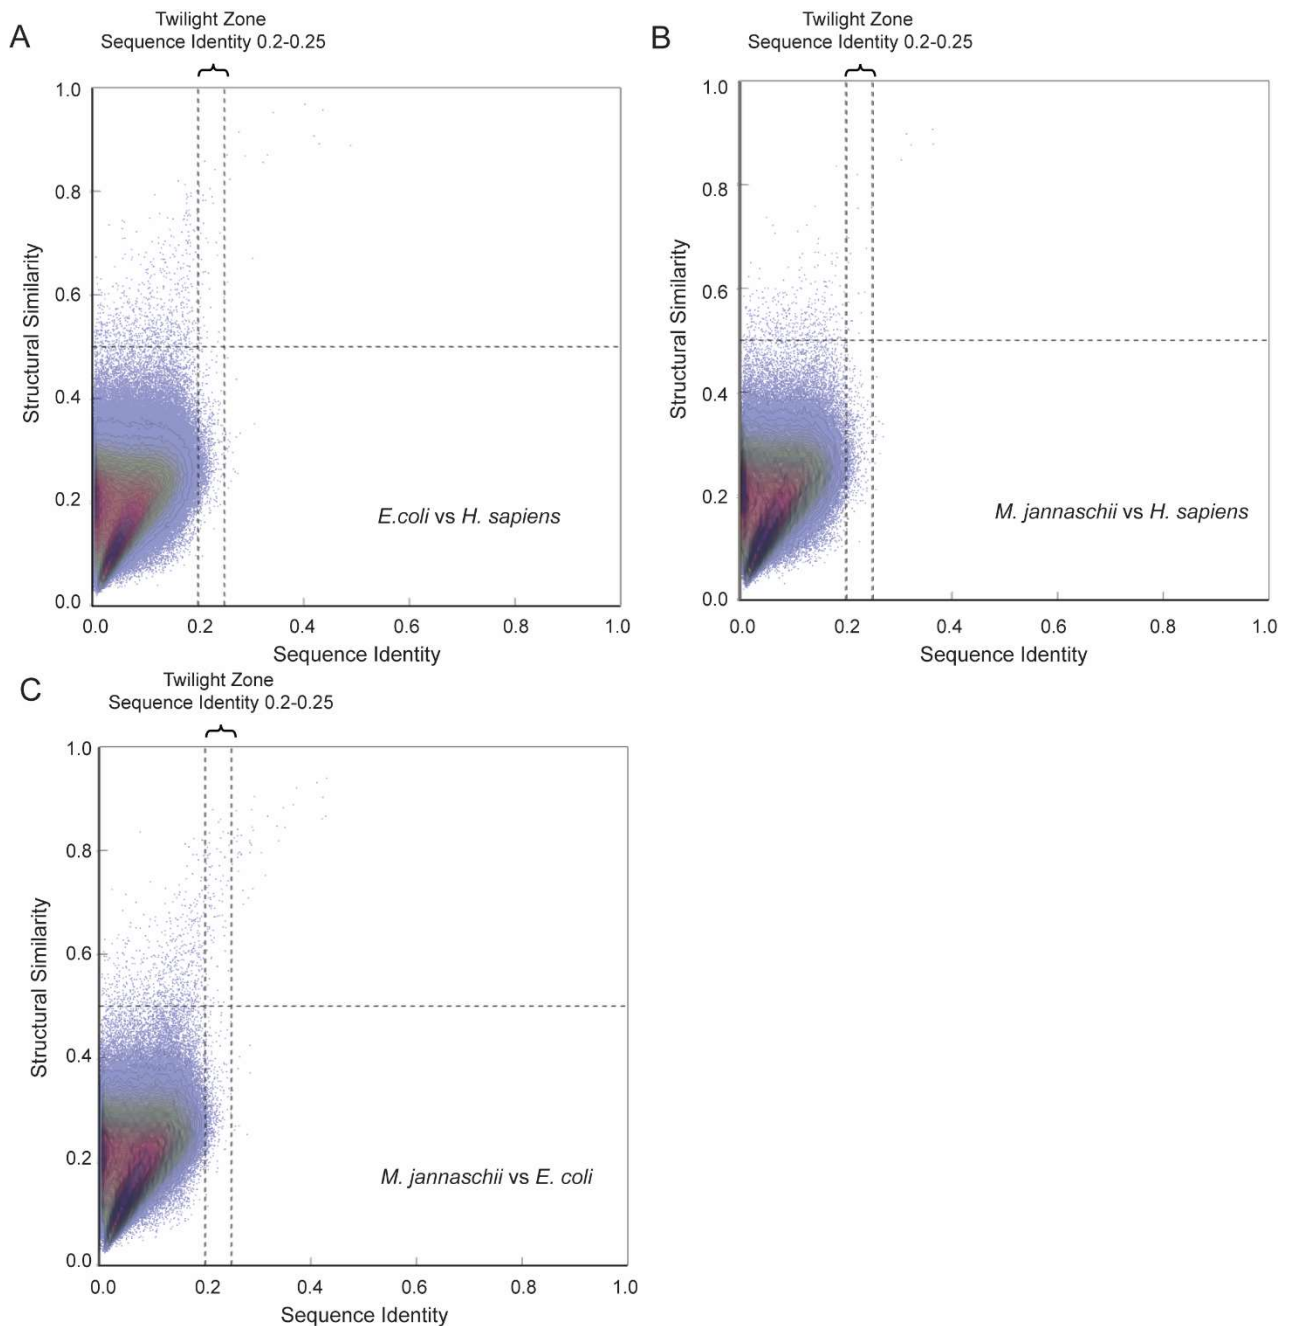 A
Twilight Zone
Sequence Identity 0.2-0.25
1.0
0.8
0.6
0.4
0.2
0.0
Structural Similarity
E.coli vs H. sapiens
0.0 0.2 0.4 0.6 0.8 1.0
Sequence Identity
B
Twilight Zone
Sequence Identity 0.2-0.25
1.0
0.8
0.6
0.4
0.2
0.0
Structural Similarity
M. jannaschii vs H. sapiens
0.0 0.2 0.4 0.6 0.8 1.0
Sequence Identity
C
Twilight Zone
Sequence Identity 0.2-0.25
1.0
0.8
0.6
0.4
0.2
0.0
Structural Similarity
M. jannaschii vs E. coli
0.0 0.2 0.4 0.6 0.8 1.0
Sequence Identity